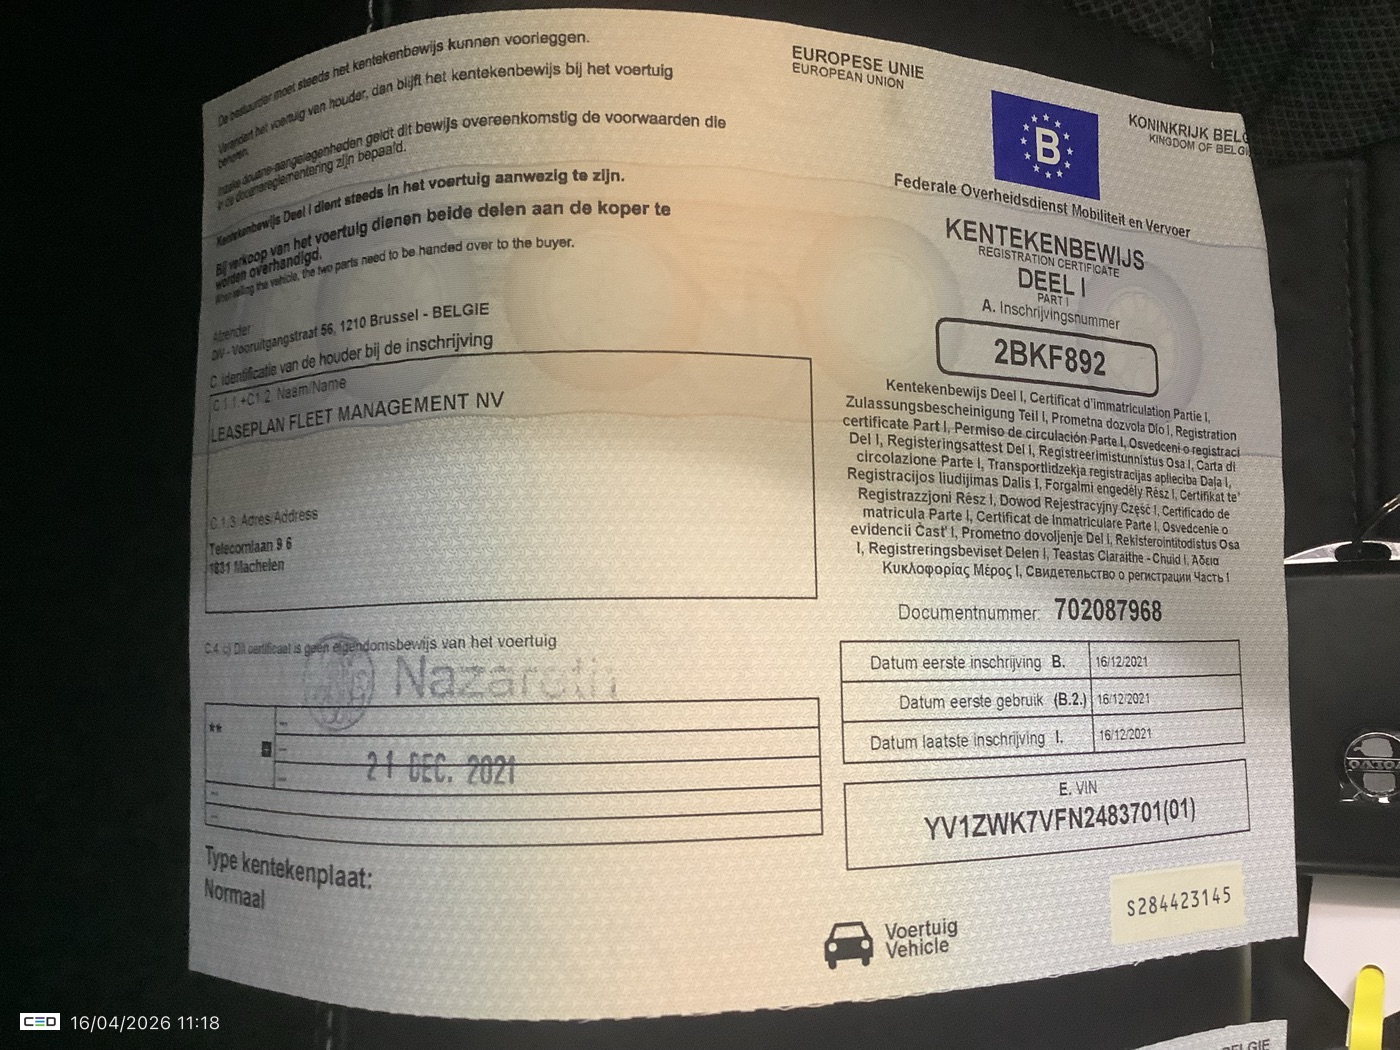 De bestuurder moet steeds het kentekenbewijs kunnen voorleggen.
Verandert het voertuig van houder, dan blijft het kentekenbewijs bij het voertuig
behoren.
Inzake douane-aangelegenheden geldt dit bewijs overeenkomstig de voorwaarden die
in de douanereglementering zijn bepaald.
Kentekenbewijs Deel I dient steeds in het voertuig aanwezig te zijn.
Bij verkoop van het voertuig dienen beide delen aan de koper te
worden overhandigd.
When selling the vehicle, the two parts need to be handed over to the buyer.
Afzender
DIV - Vooruitgangstraat 56, 1210 Brussel - BELGIE
C. Identificatie van de houder bij de inschrijving
C.1.1.+C1.2. Naam/Name
LEASEPLAN FLEET MANAGEMENT NV
C.1.3. Adres/Address
Telecomlaan 9 6
1831 Machelen
C.4. c) Dit certificaat is geen eigendomsbewijs van het voertuig
Nazareth
**
21 DEC. 2021
Type kentekenplaat:
Normaal
EUROPESE UNIE
EUROPEAN UNION
B
KONINKRIJK BELG
KINGDOM OF BELGI
Federale Overheidsdienst Mobiliteit en Vervoer
KENTEKENBEWIJS
REGISTRATION CERTIFICATE
DEEL I
PART I
A. Inschrijvingsnummer
2BKF892
Kentekenbewijs Deel I, Certificat d'immatriculation Partie I,
Zulassungsbescheinigung Teil I, Prometna dozvola Dio I, Registration
certificate Part I, Permiso de circulación Parte I, Osvedceni o registraci
Del I, Registeringsattest Del I, Registreerimistunnistus Osa I, Carta di
circolazione Parte I, Transportlidzekja registracijas apliecība Daļa I,
Registracijos liudijimas Dalis I, Forgalmi engedély Rész I, Certifikat te'
Registrazzjoni Rész I, Dowod Rejestracyjny Część I, Certificado de
matricula Parte I, Certificat de Inmatriculare Parte I, Osvedcenie o
evidencii Časť I, Prometno dovoljenje Del I, Rekisterointitodistus Osa
I, Registreringsbeviset Delen I, Teastas Claraithe - Chuid I, Άδεια
Κυκλοφορίας Μέρος I, Свидетельство о регистрации Часть I
Documentnummer: 702087968
Datum eerste inschrijving B. 16/12/2021
Datum eerste gebruik (B.2.) 16/12/2021
Datum laatste inschrijving I. 16/12/2021
E. VIN
YV1ZWK7VFN2483701(01)
S284423145
Voertuig
Vehicle
VOLVO
ELGIE
CED 16/04/2026 11:18